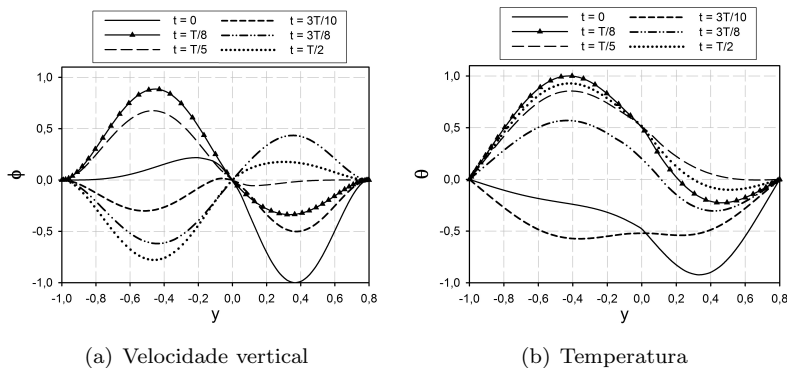 t = 0
t = T/8
t = T/5
t = 3T/10
t = 3T/8
t = T/2
1,0
0,5
0,0
-0,5
-1,0
ϕ
-1,0 -0,8 -0,6 -0,4 -0,2 0,0 0,2 0,4 0,6 0,8
y
(a) Velocidade vertical
t = 0
t = T/8
t = T/5
t = 3T/10
t = 3T/8
t = T/2
1,0
0,5
0,0
-0,5
-1,0
θ
-1,0 -0,8 -0,6 -0,4 -0,2 0,0 0,2 0,4 0,6 0,8
y
(b) Temperatura